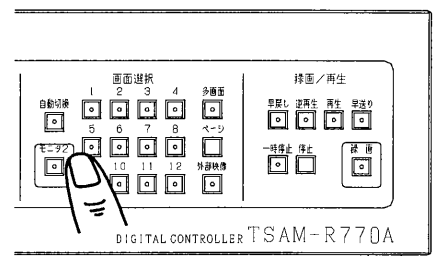 画面選択
録画／再生
1 2 3 4 多画面
自動切換
早戻し 逆再生 再生 早送り
5 6 7 8 ページ
モニタ2
一時停止 停止 録画
10 11 12 外部映像
DIGITAL CONTROLLER TSAM-R770A